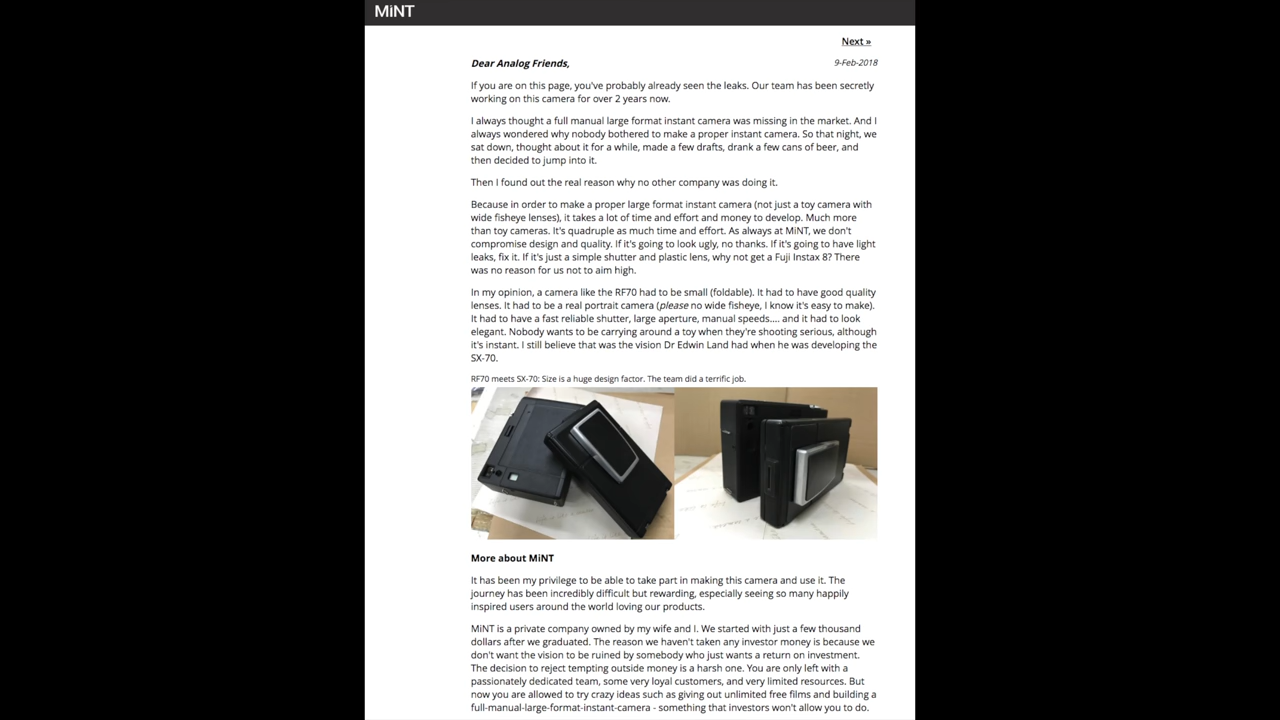 MiNT
Next »
Dear Analog Friends,
9-Feb-2018
If you are on this page, you've probably already seen the leaks. Our team has been secretly
working on this camera for over 2 years now.
I always thought a full manual large format instant camera was missing in the market. And I
always wondered why nobody bothered to make a proper instant camera. So that night, we
sat down, thought about it for a while, made a few drafts, drank a few cans of beer, and
then decided to jump into it.
Then I found out the real reason why no other company was doing it.
Because in order to make a proper large format instant camera (not just a toy camera with
wide fisheye lenses), it takes a lot of time and effort and money to develop. Much more
than toy cameras. It's quadruple as much time and effort. As always at MiNT, we don't
compromise design and quality. If it's going to look ugly, no thanks. If it's going to have light
leaks, fix it. If it's just a simple shutter and plastic lens, why not get a Fuji Instax 8? There
was no reason for us not to aim high.
In my opinion, a camera like the RF70 had to be small (foldable). It had to have good quality
lenses. It had to be a real portrait camera (please no wide fisheye, I know it's easy to make).
It had to have a fast reliable shutter, large aperture, manual speeds.... and it had to look
elegant. Nobody wants to be carrying around a toy when they're shooting serious, although
it's instant. I still believe that was the vision Dr Edwin Land had when he was developing the
SX-70.
RF70 meets SX-70: Size is a huge design factor. The team did a terrific job.
More about MiNT
It has been my privilege to be able to take part in making this camera and use it. The
journey has been incredibly difficult but rewarding, especially seeing so many happily
inspired users around the world loving our products.
MiNT is a private company owned by my wife and I. We started with just a few thousand
dollars after we graduated. The reason we haven't taken any investor money is because we
don't want the vision to be ruined by somebody who just wants a return on investment.
The decision to reject tempting outside money is a harsh one. You are only left with a
passionately dedicated team, some very loyal customers, and very limited resources. But
now you are allowed to try crazy ideas such as giving out unlimited free films and building a
full-manual-large-format-instant-camera - something that investors won't allow you to do.